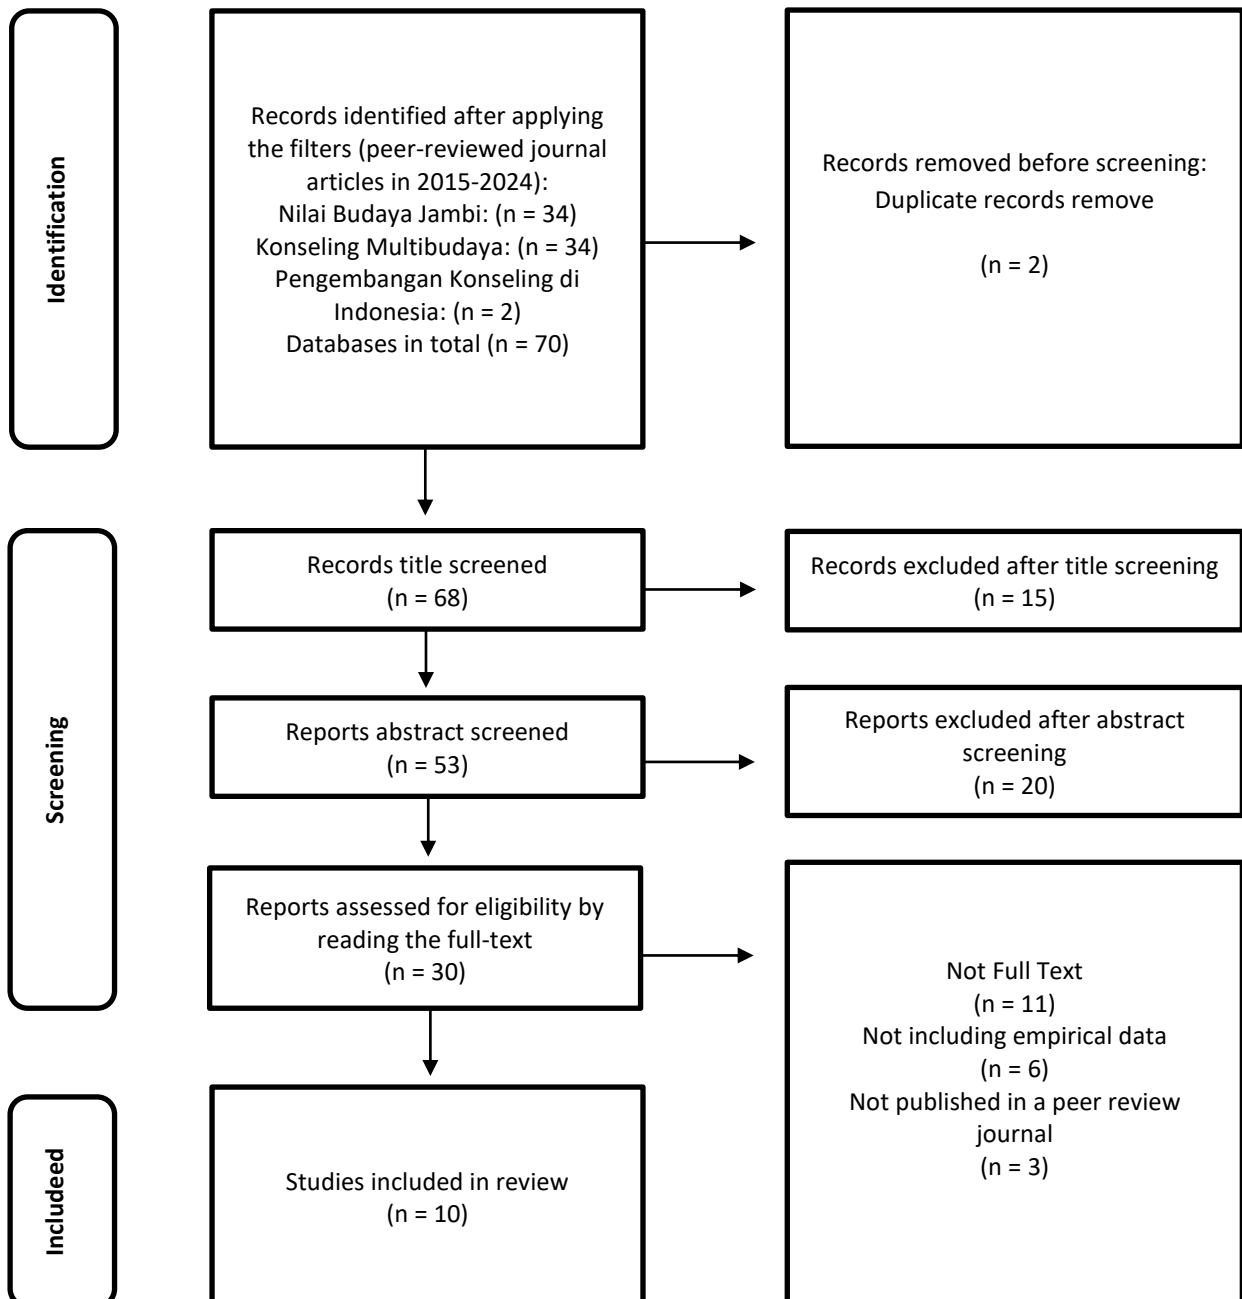 Identification
Records identified after applying
the filters (peer-reviewed journal
articles in 2015-2024):
Nilai Budaya Jambi: (n = 34)
Konseling Multibudaya: (n = 34)
Pengembangan Konseling di
Indonesia: (n = 2)
Databases in total (n = 70)
Records removed before screening:
Duplicate records remove
(n = 2)
Screening
Records title screened
(n = 68)
Records excluded after title screening
(n = 15)
Reports abstract screened
(n = 53)
Reports excluded after abstract
screening
(n = 20)
Reports assessed for eligibility by
reading the full-text
(n = 30)
Not Full Text
(n = 11)
Not including empirical data
(n = 6)
Not published in a peer review
journal
(n = 3)
Includeed
Studies included in review
(n = 10)